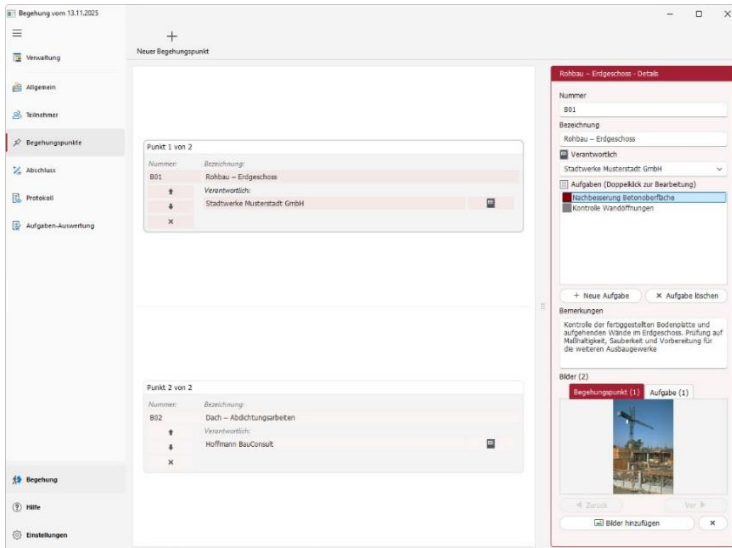 Begehung vom 13.11.2025
Verwaltung
Allgemein
Teilnehmer
Begehungspunkte
Abschluss
Protokoll
Aufgaben-Auswertung
Begehung
Hilfe
Einstellungen
Neuer Begehungspunkt
Punkt 1 von 2
Nummer: Bezeichnung:
B01 Rohbau – Erdgeschoss
Verantwortlich:
Stadtwerke Musterstadt GmbH
Punkt 2 von 2
Nummer: Bezeichnung:
B02 Dach – Abdichtungsarbeiten
Verantwortlich:
Hoffmann BauConsult
Rohbau – Erdgeschoss - Details
Nummer
B01
Bezeichnung
Rohbau – Erdgeschoss
Verantwortlich
Stadtwerke Musterstadt GmbH
Aufgaben (Doppelklick zur Bearbeitung)
Nachbesserung Betonoberfläche
Kontrolle Wandöffnungen
+ Neue Aufgabe × Aufgabe löschen
Bemerkungen
Kontrolle der fertiggestellten Bodenplatte und
aufgehenden Wände im Erdgeschoss. Prüfung auf
Maßhaltigkeit, Sauberkeit und Vorbereitung für
die weiteren Ausbaugewerke
Bilder (2)
Begehungspunkt (1) Aufgabe (1)
Zurück Vor
Bilder hinzufügen